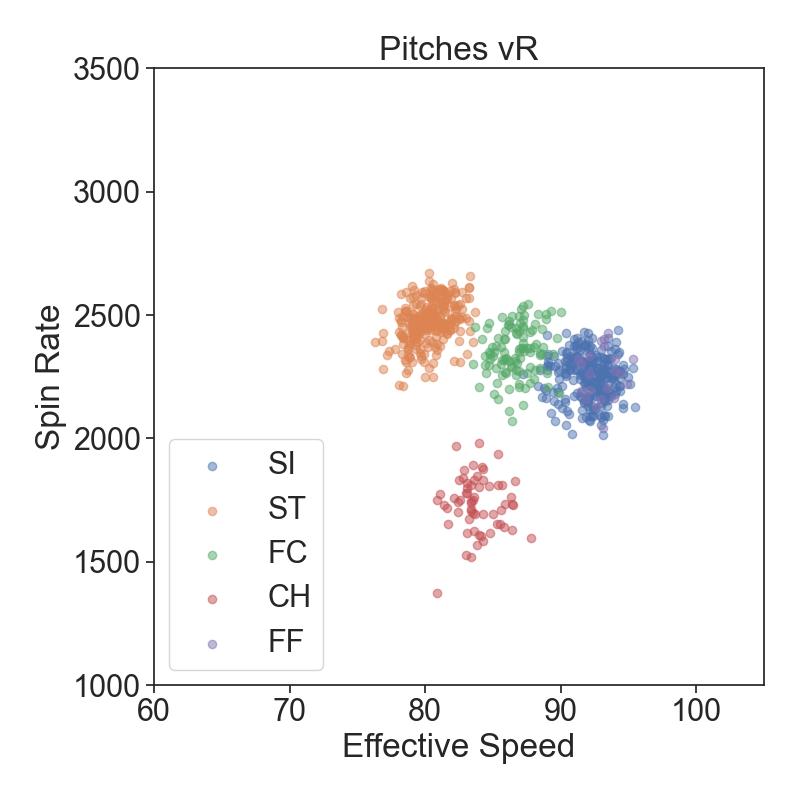 Pitches vR
3500
3000
2500
2000
1500
1000
Spin Rate
SI
ST
FC
CH
FF
60 70 80 90 100
Effective Speed